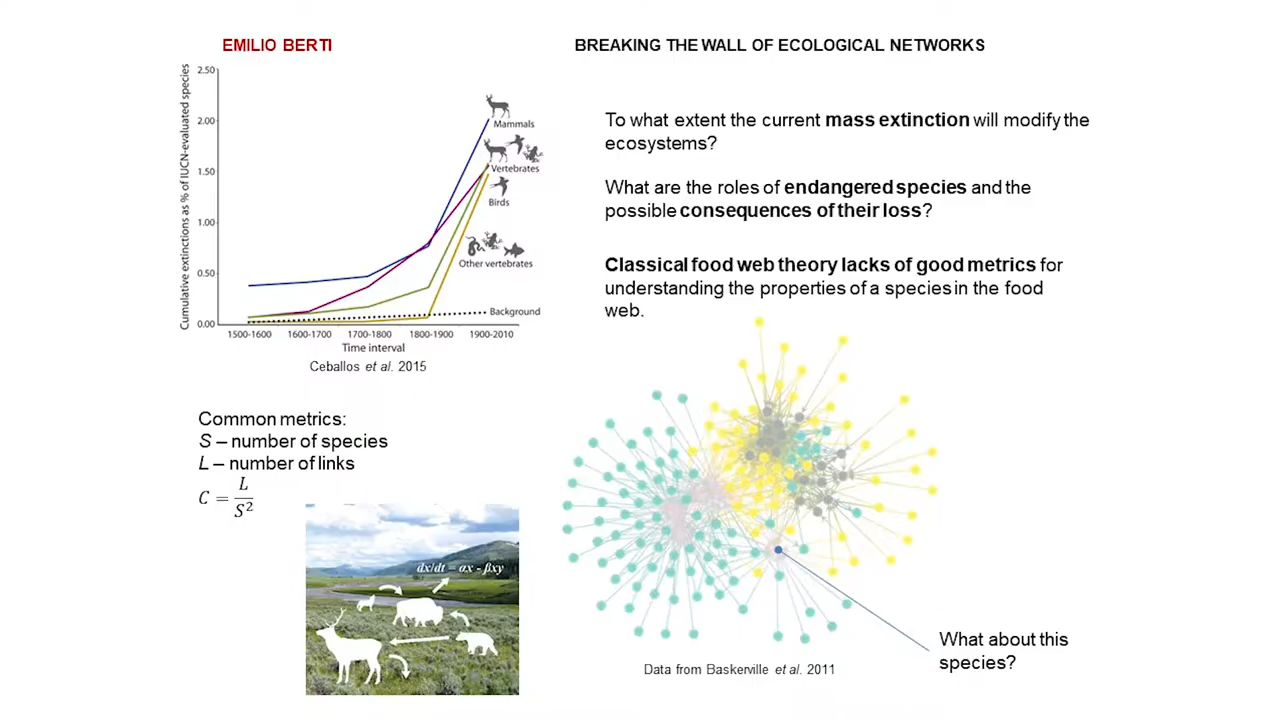 EMILIO BERTI
BREAKING THE WALL OF ECOLOGICAL NETWORKS
Cumulative extinctions as % of IUCN-evaluated species
2.50
2.00
1.50
1.00
0.50
0.00
Mammals
Vertebrates
Birds
Other vertebrates
Background
1500-1600 1600-1700 1700-1800 1800-1900 1900-2010
Time interval
Ceballos et al. 2015
To what extent the current mass extinction will modify the
ecosystems?
What are the roles of endangered species and the
possible consequences of their loss?
Classical food web theory lacks of good metrics for
understanding the properties of a species in the food
web.
Common metrics:
S – number of species
L – number of links
C = L/S²
dx/dt = αx - βxy
What about this
species?
Data from Baskerville et al. 2011